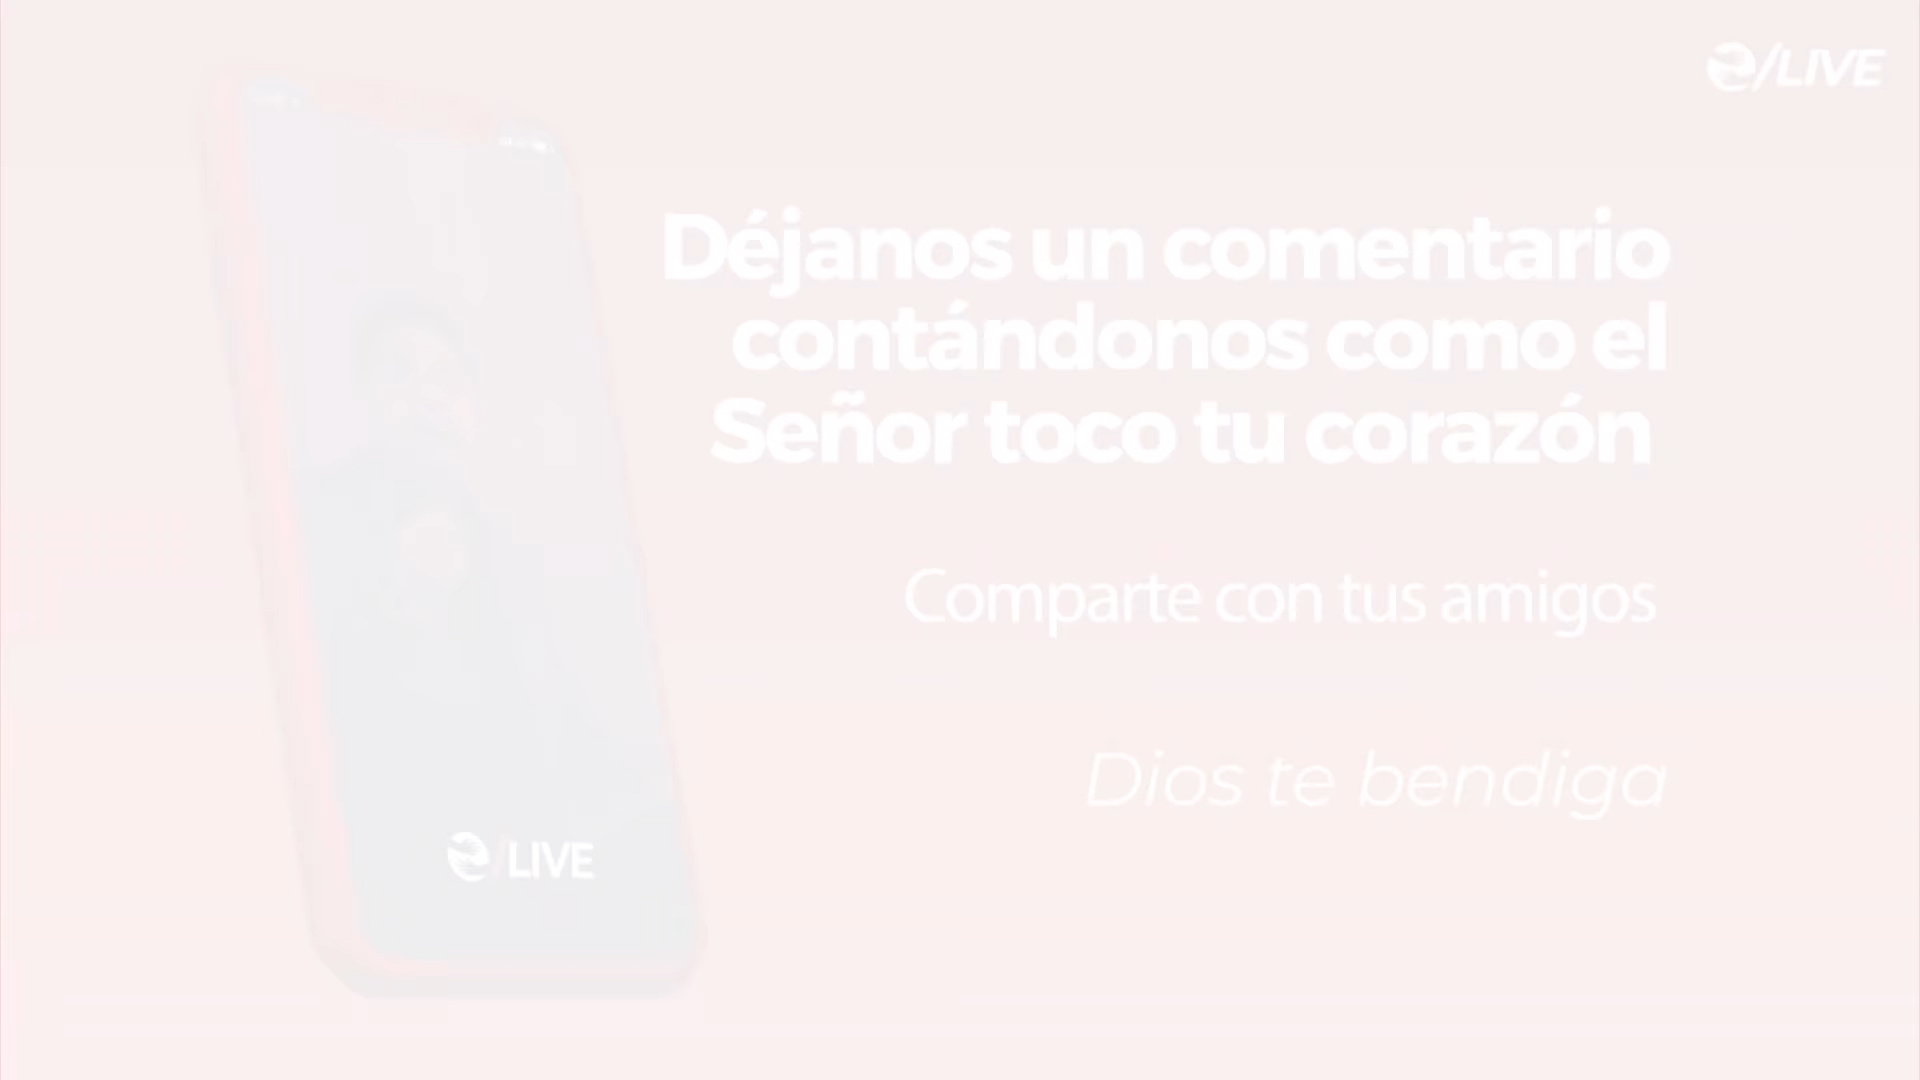 /LIVE
Déjanos un comentario
contándonos como el
Señor toco tu corazón
Comparte con tus amigos
Dios te bendiga
/LIVE